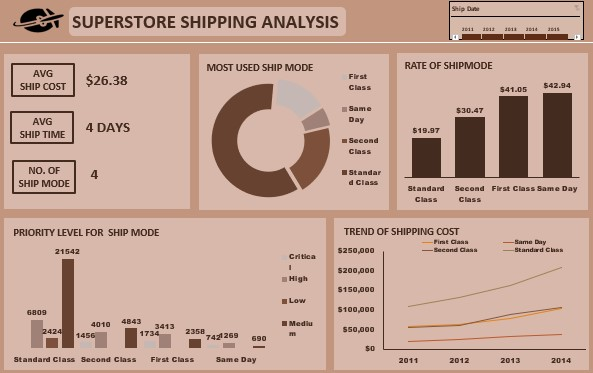 SUPERSTORE SHIPPING ANALYSIS
Ship Date
2011 2012 2013 2014 2015
AVG
SHIP COST
$26.38
AVG
SHIP TIME
4 DAYS
NO. OF
SHIP MODE
4
MOST USED SHIP MODE
First
Class
Same
Day
Second
Class
Standar
d Class
RATE OF SHIPMODE
$19.97
$30.47
$41.05
$42.94
Standard
Class
Second
Class
First Class
Same Day
PRIORITY LEVEL FOR SHIP MODE
6809
2424
21542
1456
4010
4843
1734
3413
2358
742
1269
690
Standard Class Second Class First Class Same Day
Critica
l
High
Low
Mediu
m
TREND OF SHIPPING COST
First Class Same Day
Second Class Standard Class
$250,000
$200,000
$150,000
$100,000
$50,000
$0
2011 2012 2013 2014